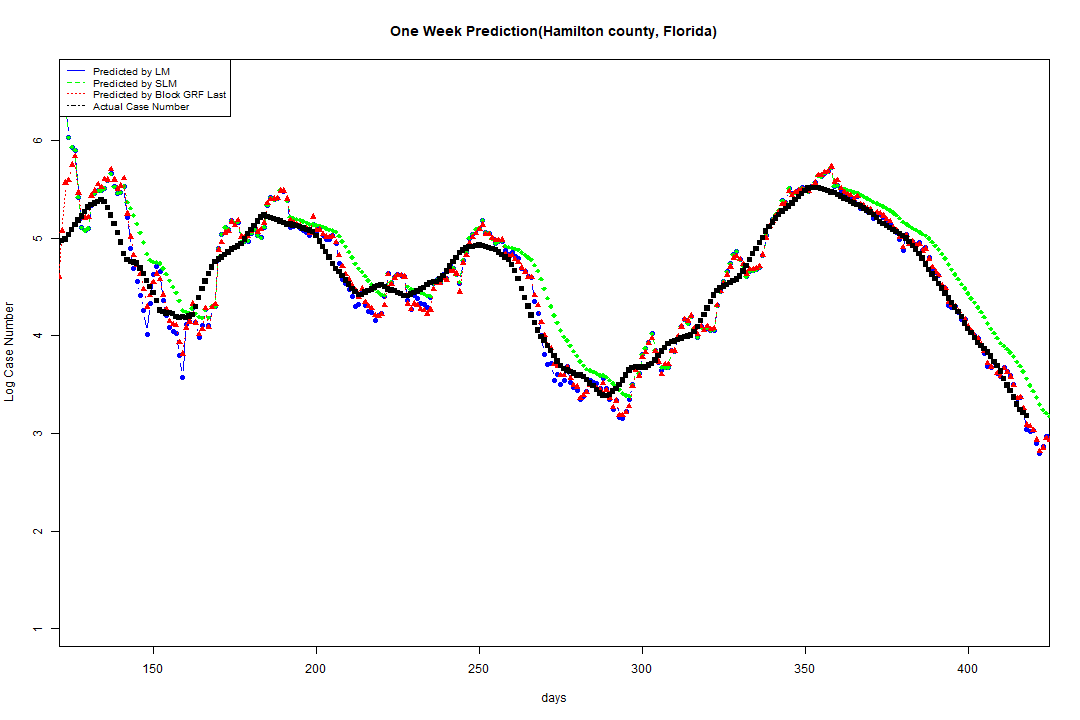 One Week Prediction(Hamilton county, Florida)
Predicted by LM
Predicted by SLM
Predicted by Block GRF Last
Actual Case Number
6
5
4
3
2
1
Log Case Number
150 200 250 300 350 400
days